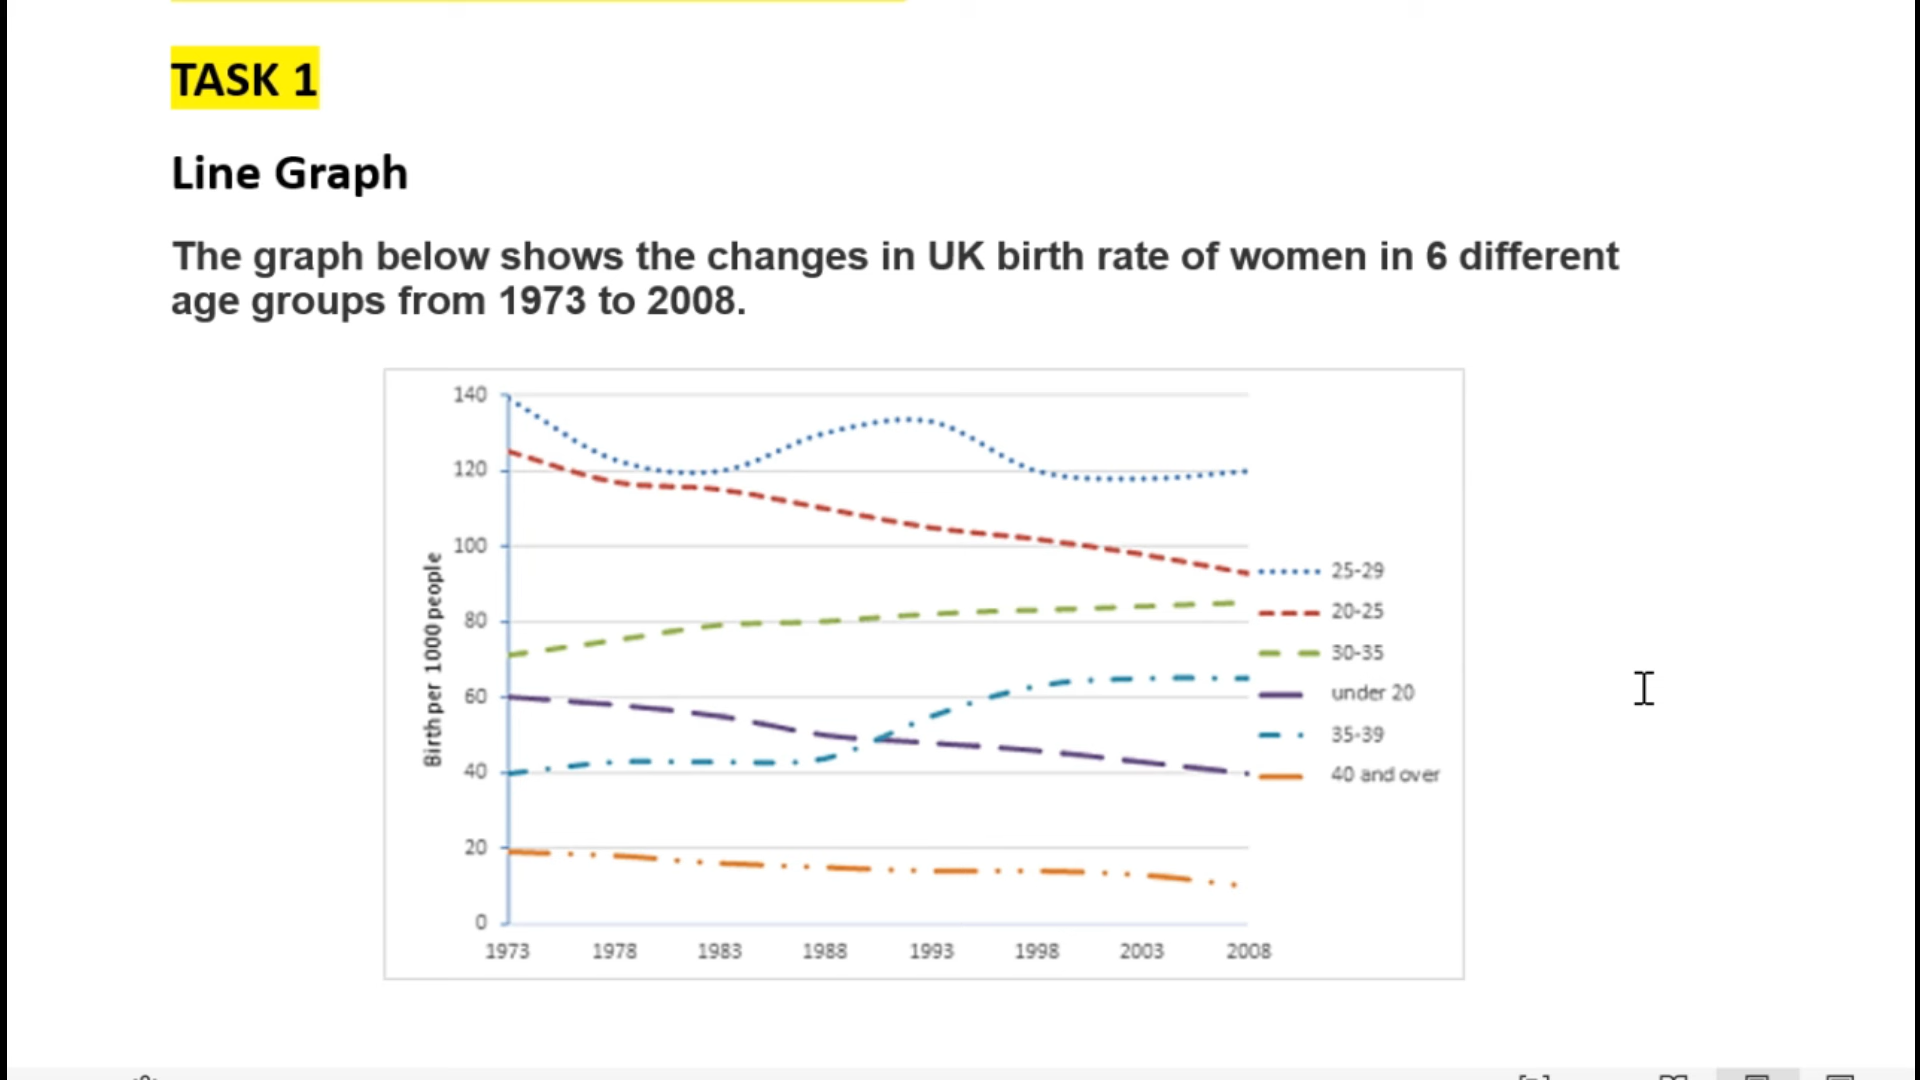 TASK 1
Line Graph
The graph below shows the changes in UK birth rate of women in 6 different
age groups from 1973 to 2008.
140
120
100
80
60
40
20
0
Birth per 1000 people
1973 1978 1983 1988 1993 1998 2003 2008
25-29
20-25
30-35
under 20
35-39
40 and over